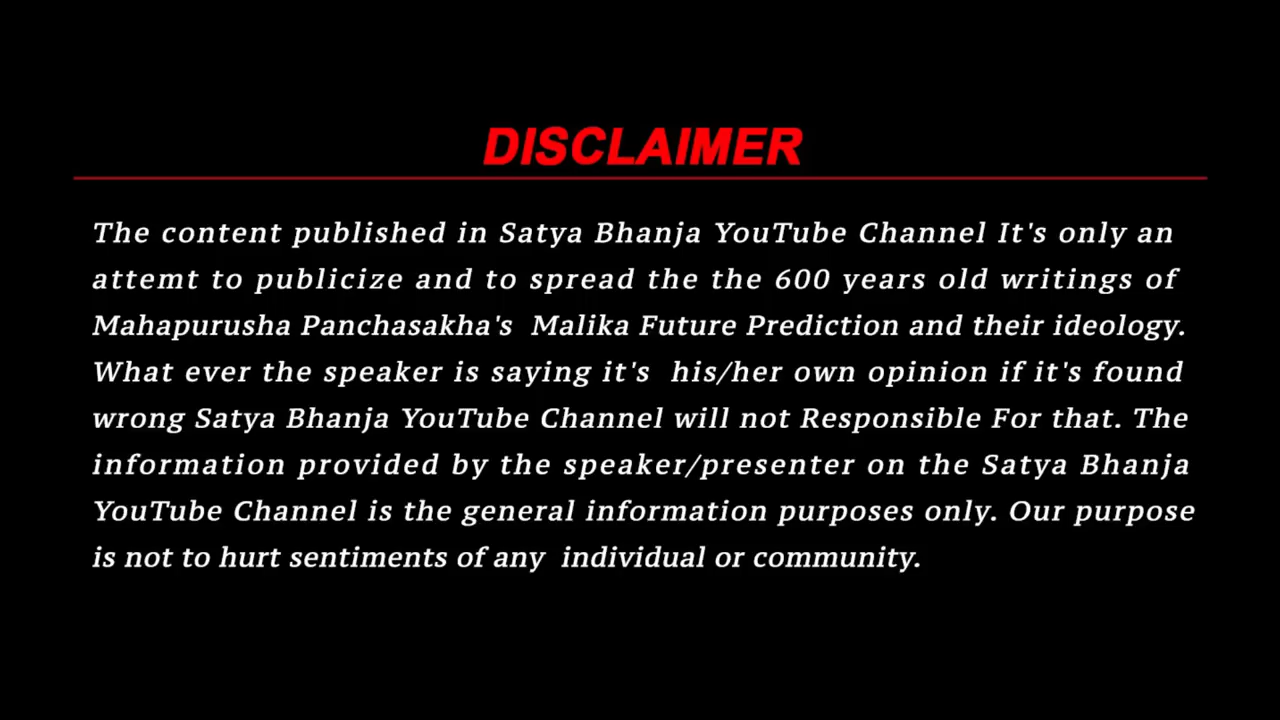 DISCLAIMER
The content published in Satya Bhanja YouTube Channel It's only an
attemt to publicize and to spread the the 600 years old writings of
Mahapurusha Panchasakha's Malika Future Prediction and their ideology.
What ever the speaker is saying it's his/her own opinion if it's found
wrong Satya Bhanja YouTube Channel will not Responsible For that. The
information provided by the speaker/presenter on the Satya Bhanja
YouTube Channel is the general information purposes only. Our purpose
is not to hurt sentiments of any individual or community.